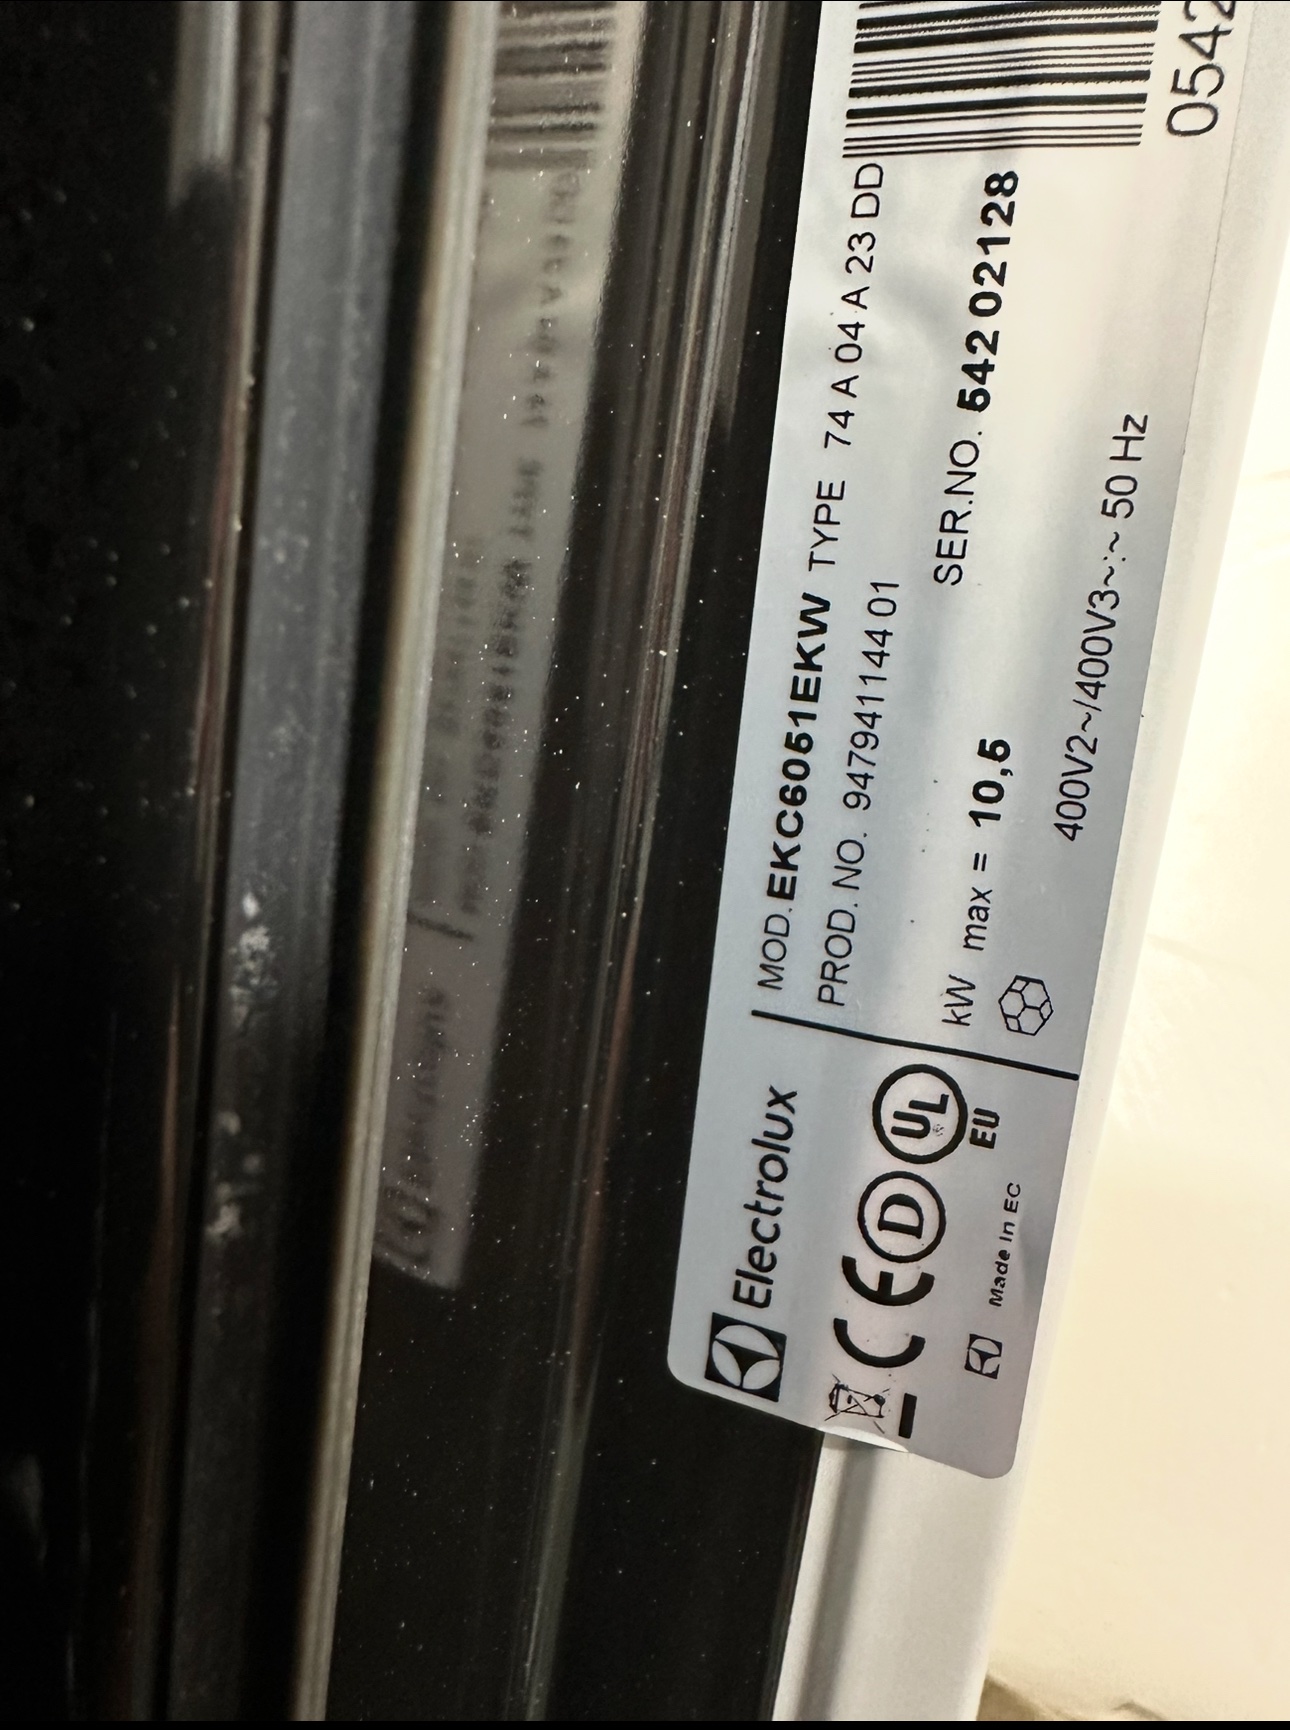 Electrolux
MOD.EKC6051EKW TYPE 74 A 04 A 23 DD
PROD. NO. 947941144 01
SER.NO. 542 02128
kW max = 10,5
400V2~/400V3~:~ 50 Hz
0542
CE D UL
EU
Made In EC